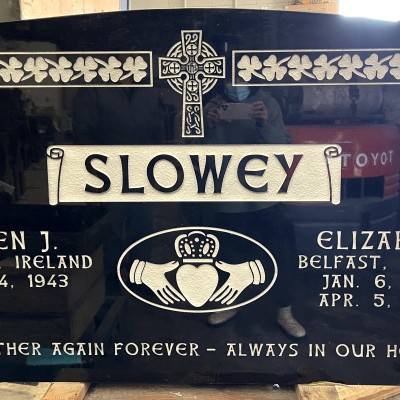 SLOWEY
TOYOT
EN J.
ELIZAB
IRELAND
BELFAST,
4, 1943
JAN. 6,
APR. 5,
THER AGAIN FOREVER – ALWAYS IN OUR H